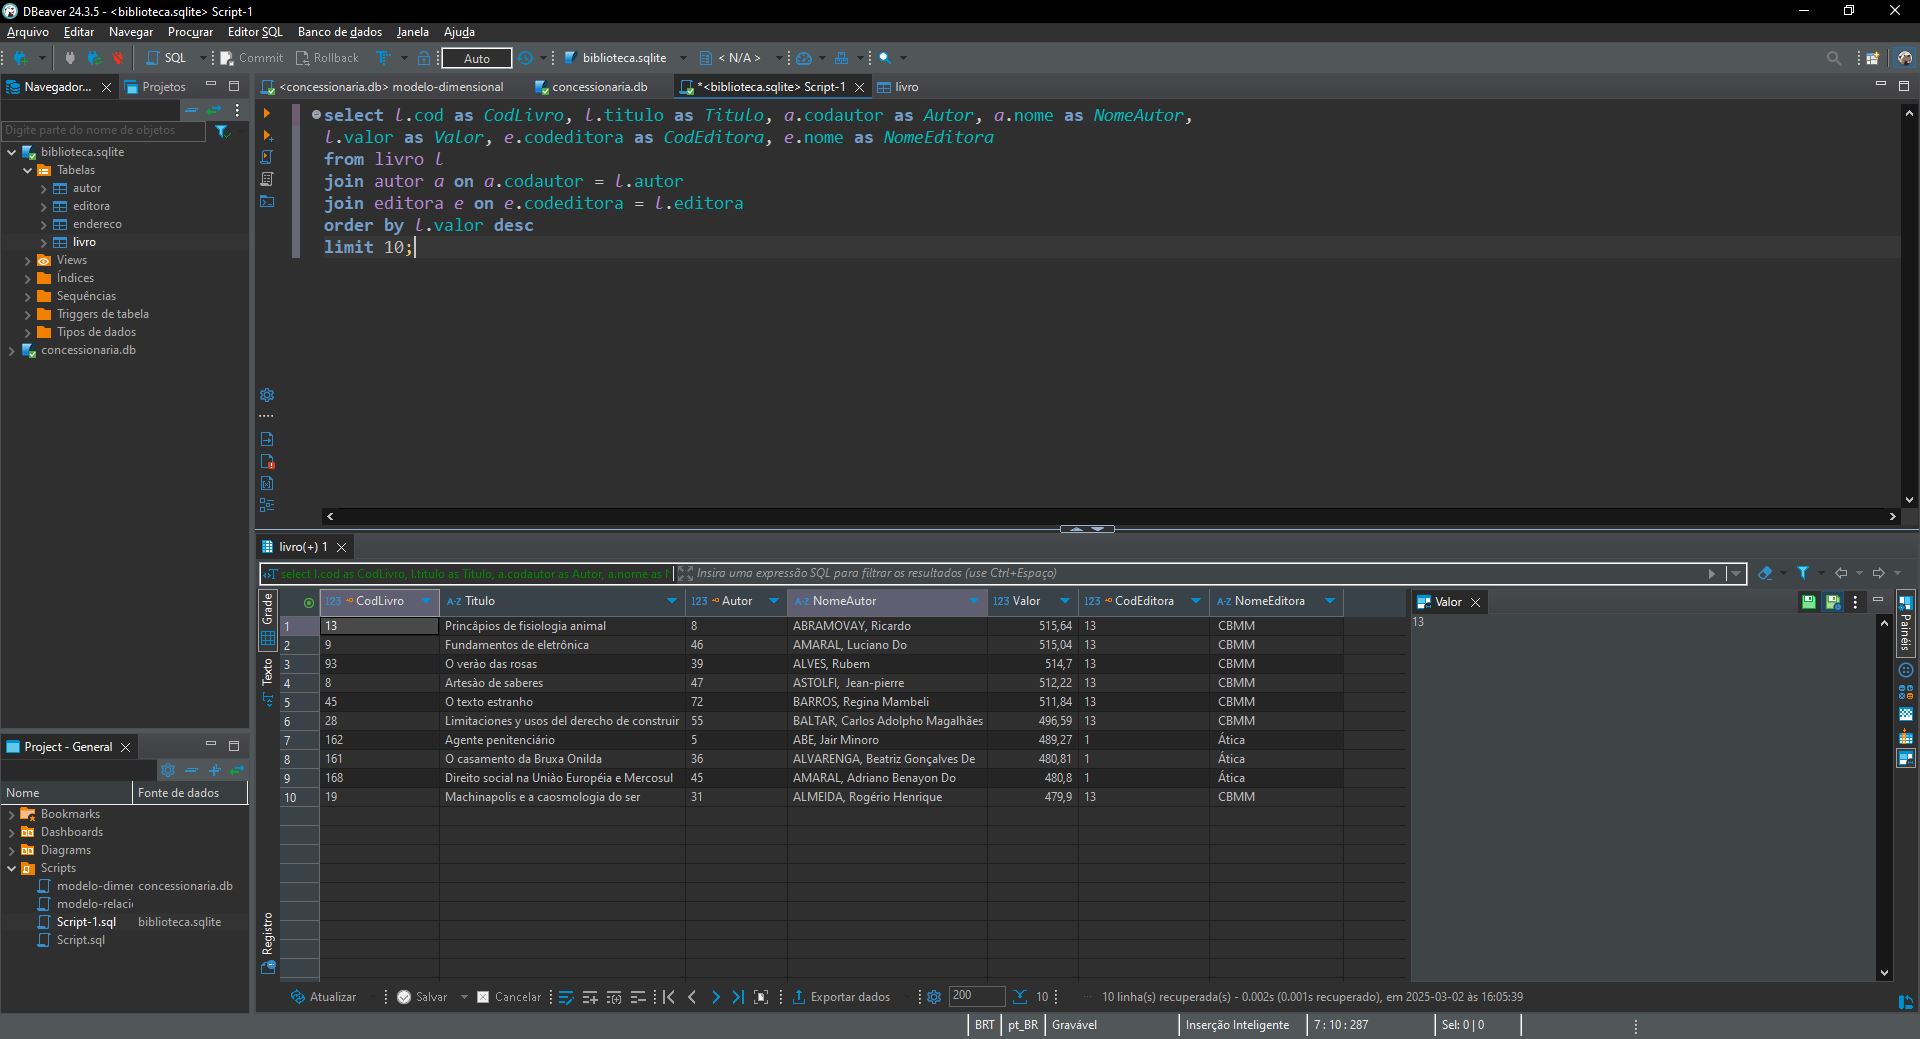 DBeaver 24.3.5 - <biblioteca.sqlite> Script-1
Arquivo Editar Navegar Procurar Editor SQL Banco de dados Janela Ajuda
SQL Commit Rollback Auto biblioteca.sqlite < N/A >
Navegador... Projetos
<concessionaria.db> modelo-dimensional concessionaria.db *<biblioteca.sqlite> Script-1 livro
Digite parte do nome de objetos
biblioteca.sqlite
Tabelas
autor
editora
endereco
livro
Views
Índices
Sequências
Triggers de tabela
Tipos de dados
concessionaria.db
select l.cod as CodLivro, l.titulo as Titulo, a.codautor as Autor, a.nome as NomeAutor,
l.valor as Valor, e.codeditora as CodEditora, e.nome as NomeEditora
from livro l
join autor a on a.codautor = l.autor
join editora e on e.codeditora = l.editora
order by l.valor desc
limit 10;
Project - General
Nome Fonte de dados
Bookmarks
Dashboards
Diagrams
Scripts
modelo-dimer concessionaria.db
modelo-relaci
Script-1.sql biblioteca.sqlite
Script.sql
livro(+) 1
select l.cod as CodLivro, l.titulo as Titulo, a.codautor as Autor, a.nome as N Insira uma expressão SQL para filtrar os resultados (use Ctrl+Espaço)
Grade
Texto
Registro
123 CodLivro A-Z Titulo 123 Autor A-Z NomeAutor 123 Valor 123 CodEditora A-Z NomeEditora
1 13 Princâpios de fisiologia animal 8 ABRAMOVAY, Ricardo 515,64 13 CBMM
2 9 Fundamentos de eletrônica 46 AMARAL, Luciano Do 515,04 13 CBMM
3 93 O verào das rosas 39 ALVES, Rubem 514,7 13 CBMM
4 8 Artesào de saberes 47 ASTOLFI, Jean-pierre 512,22 13 CBMM
5 45 O texto estranho 72 BARROS, Regina Mambeli 511,84 13 CBMM
6 28 Limitaciones y usos del derecho de construir 55 BALTAR, Carlos Adolpho Magalhães 496,59 13 CBMM
7 162 Agente penitenciário 5 ABE, Jair Minoro 489,27 1 Ática
8 161 O casamento da Bruxa Onilda 36 ALVARENGA, Beatriz Gonçalves De 480,81 1 Ática
9 168 Direito social na Uniào Européia e Mercosul 45 AMARAL, Adriano Benayon Do 480,8 1 Ática
10 19 Machinapolis e a caosmologia do ser 31 ALMEIDA, Rogério Henrique 479,9 13 CBMM
Valor
13
Painéis
Atualizar Salvar Cancelar Exportar dados 200 10 10 linha(s) recuperada(s) - 0.002s (0.001s recuperado), em 2025-03-02 às 16:05:39
BRT pt_BR Gravável Inserção Inteligente 7 : 10 : 287 Sel: 0 | 0